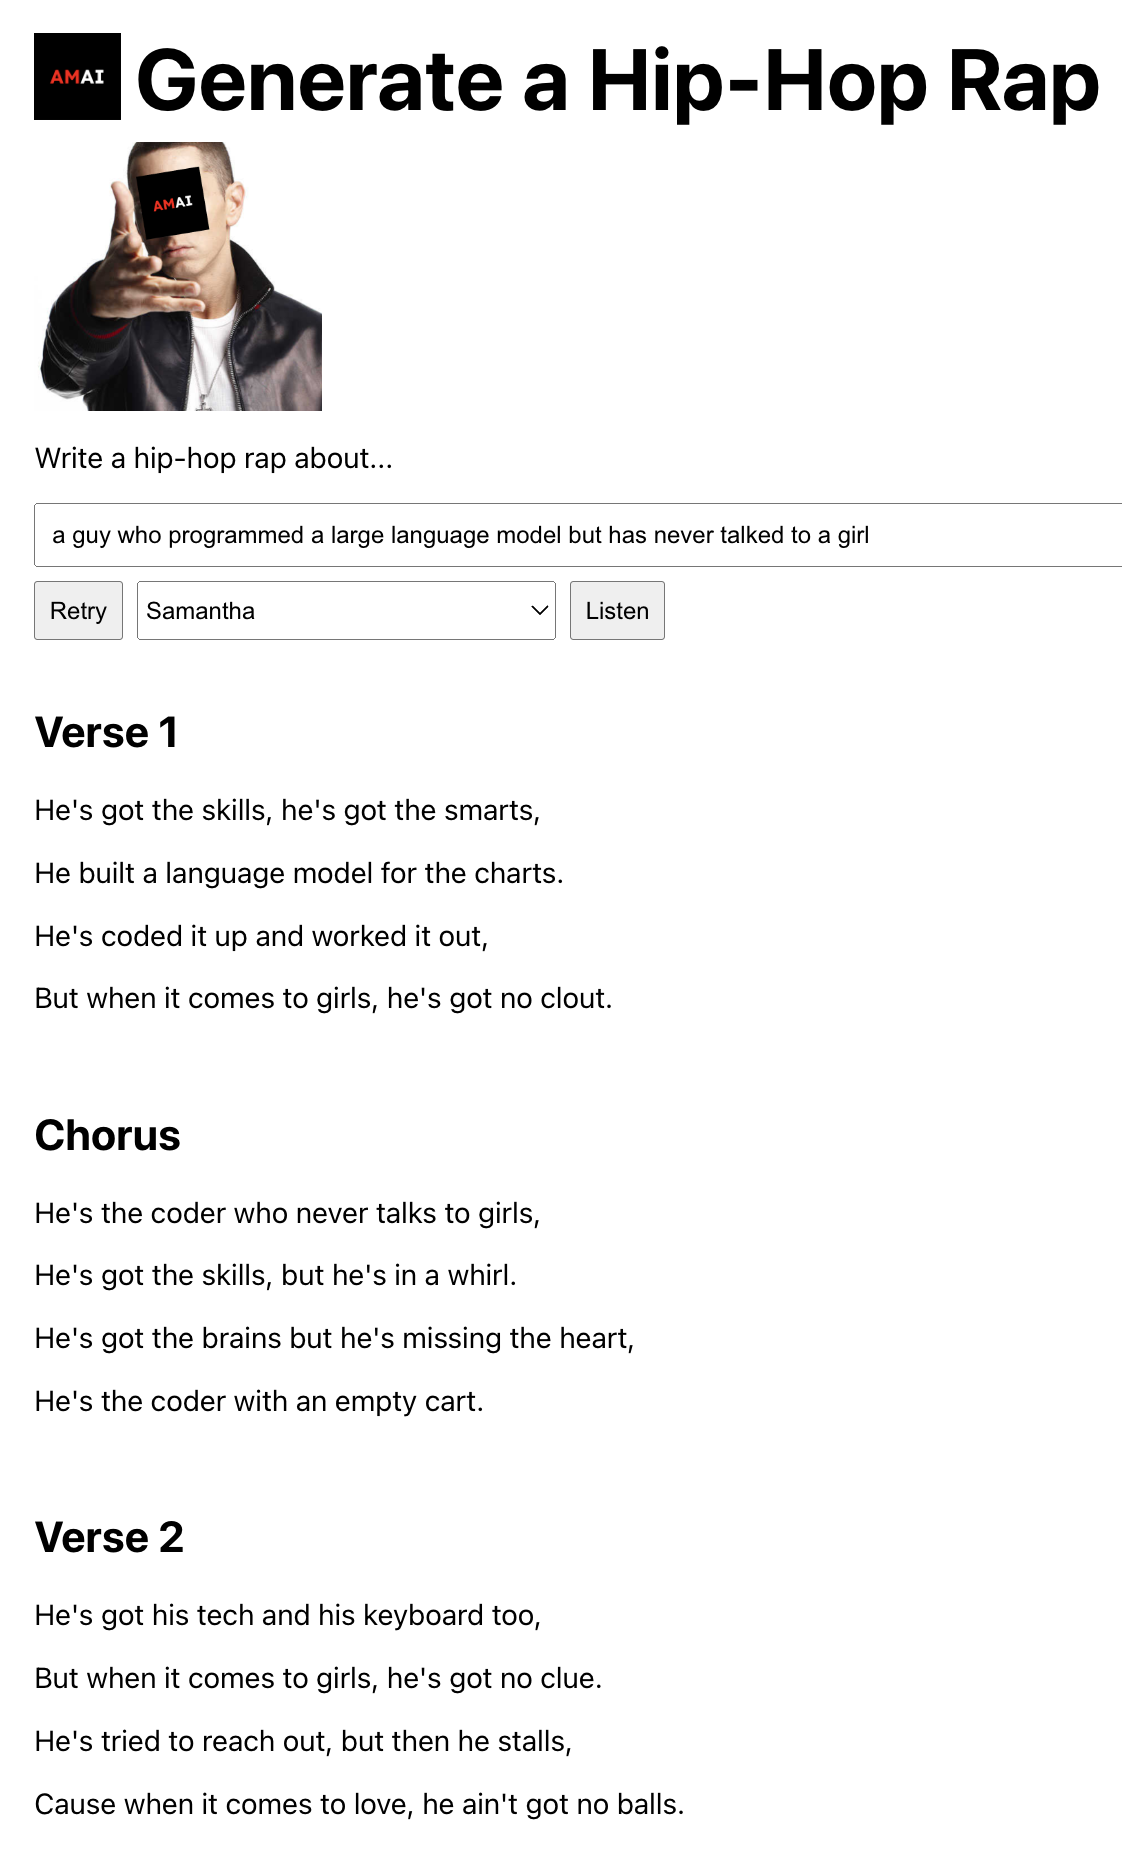 AMAI Generate a Hip-Hop Rap
AMAI
Write a hip-hop rap about...
a guy who programmed a large language model but has never talked to a girl
Retry Samantha Listen
Verse 1
He's got the skills, he's got the smarts,
He built a language model for the charts.
He's coded it up and worked it out,
But when it comes to girls, he's got no clout.
Chorus
He's the coder who never talks to girls,
He's got the skills, but he's in a whirl.
He's got the brains but he's missing the heart,
He's the coder with an empty cart.
Verse 2
He's got his tech and his keyboard too,
But when it comes to girls, he's got no clue.
He's tried to reach out, but then he stalls,
Cause when it comes to love, he ain't got no balls.